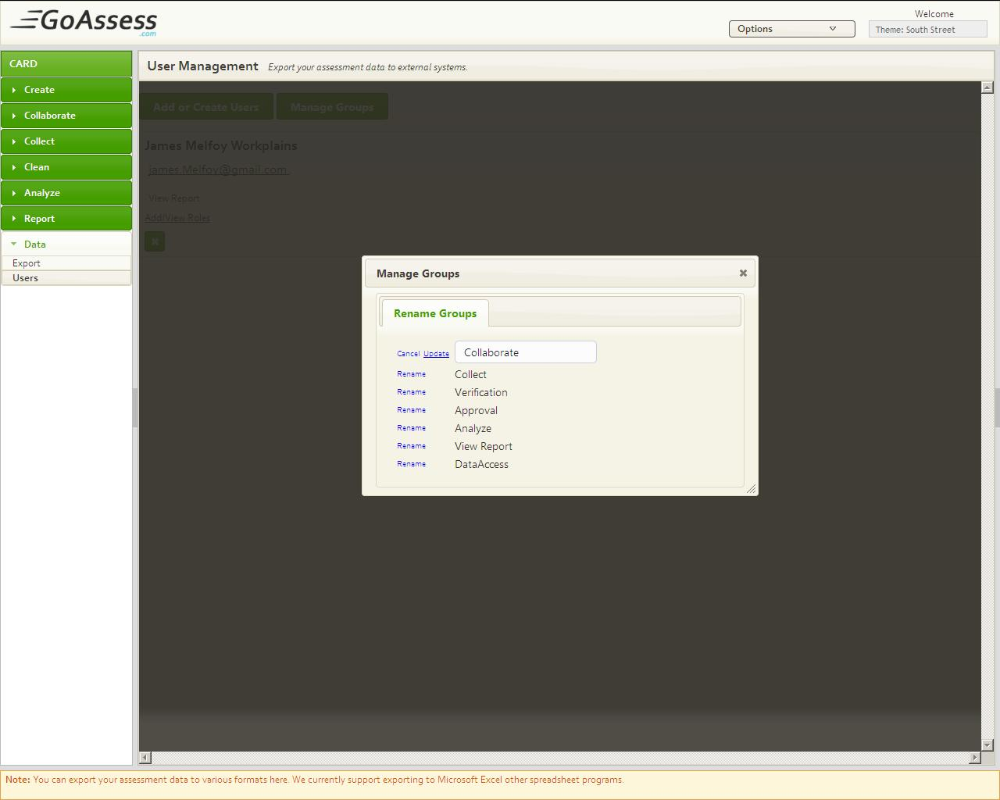 GoAssess
.com
Welcome
Options
Theme: South Street
CARD
Create
Collaborate
Collect
Clean
Analyze
Report
Data
Export
Users
User Management Export your assessment data to external systems.
Add or Create Users Manage Groups
James Melfoy Workplains
james.Melfoy@gmail.com
View Report
Add/View Roles
Manage Groups
Rename Groups
Cancel Update Collaborate
Rename Collect
Rename Verification
Rename Approval
Rename Analyze
Rename View Report
Rename DataAccess
Note: You can export your assessment data to various formats here. We currently support exporting to Microsoft Excel other spreadsheet programs.